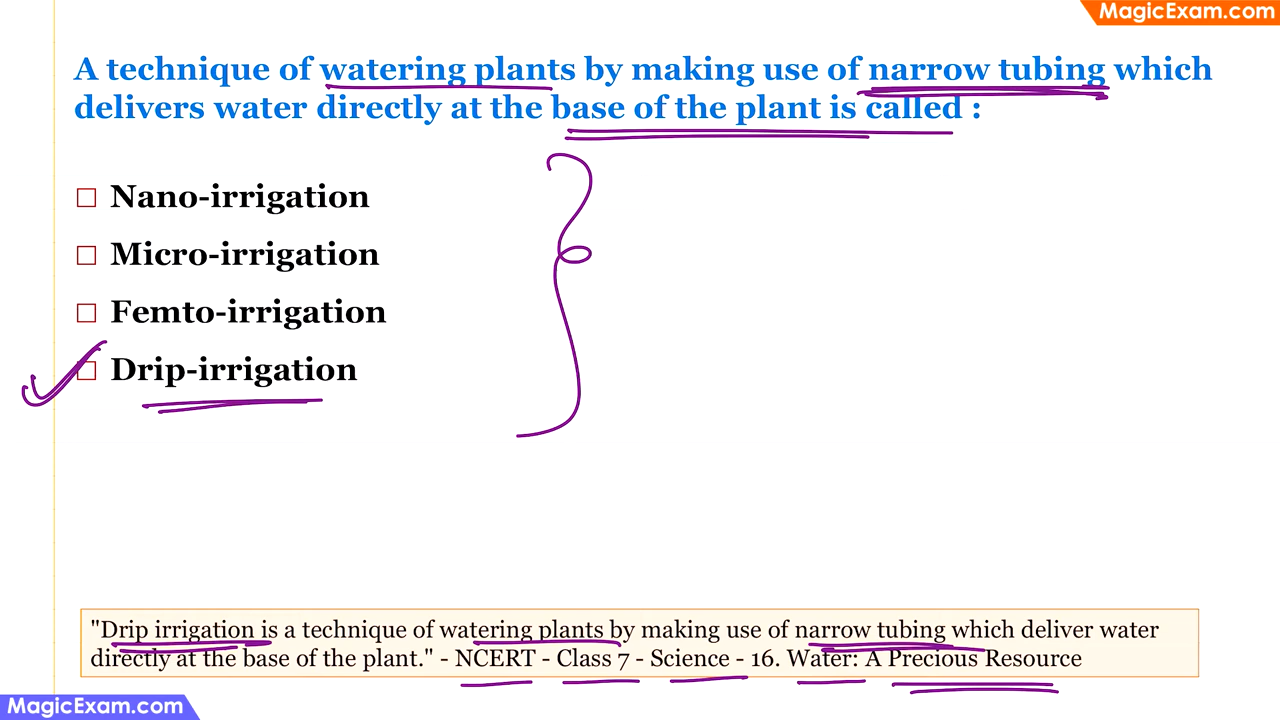 MagicExam.com
A technique of watering plants by making use of narrow tubing which
delivers water directly at the base of the plant is called :
Nano-irrigation
Micro-irrigation
Femto-irrigation
Drip-irrigation
"Drip irrigation is a technique of watering plants by making use of narrow tubing which deliver water
directly at the base of the plant." - NCERT - Class 7 - Science - 16. Water: A Precious Resource
MagicExam.com